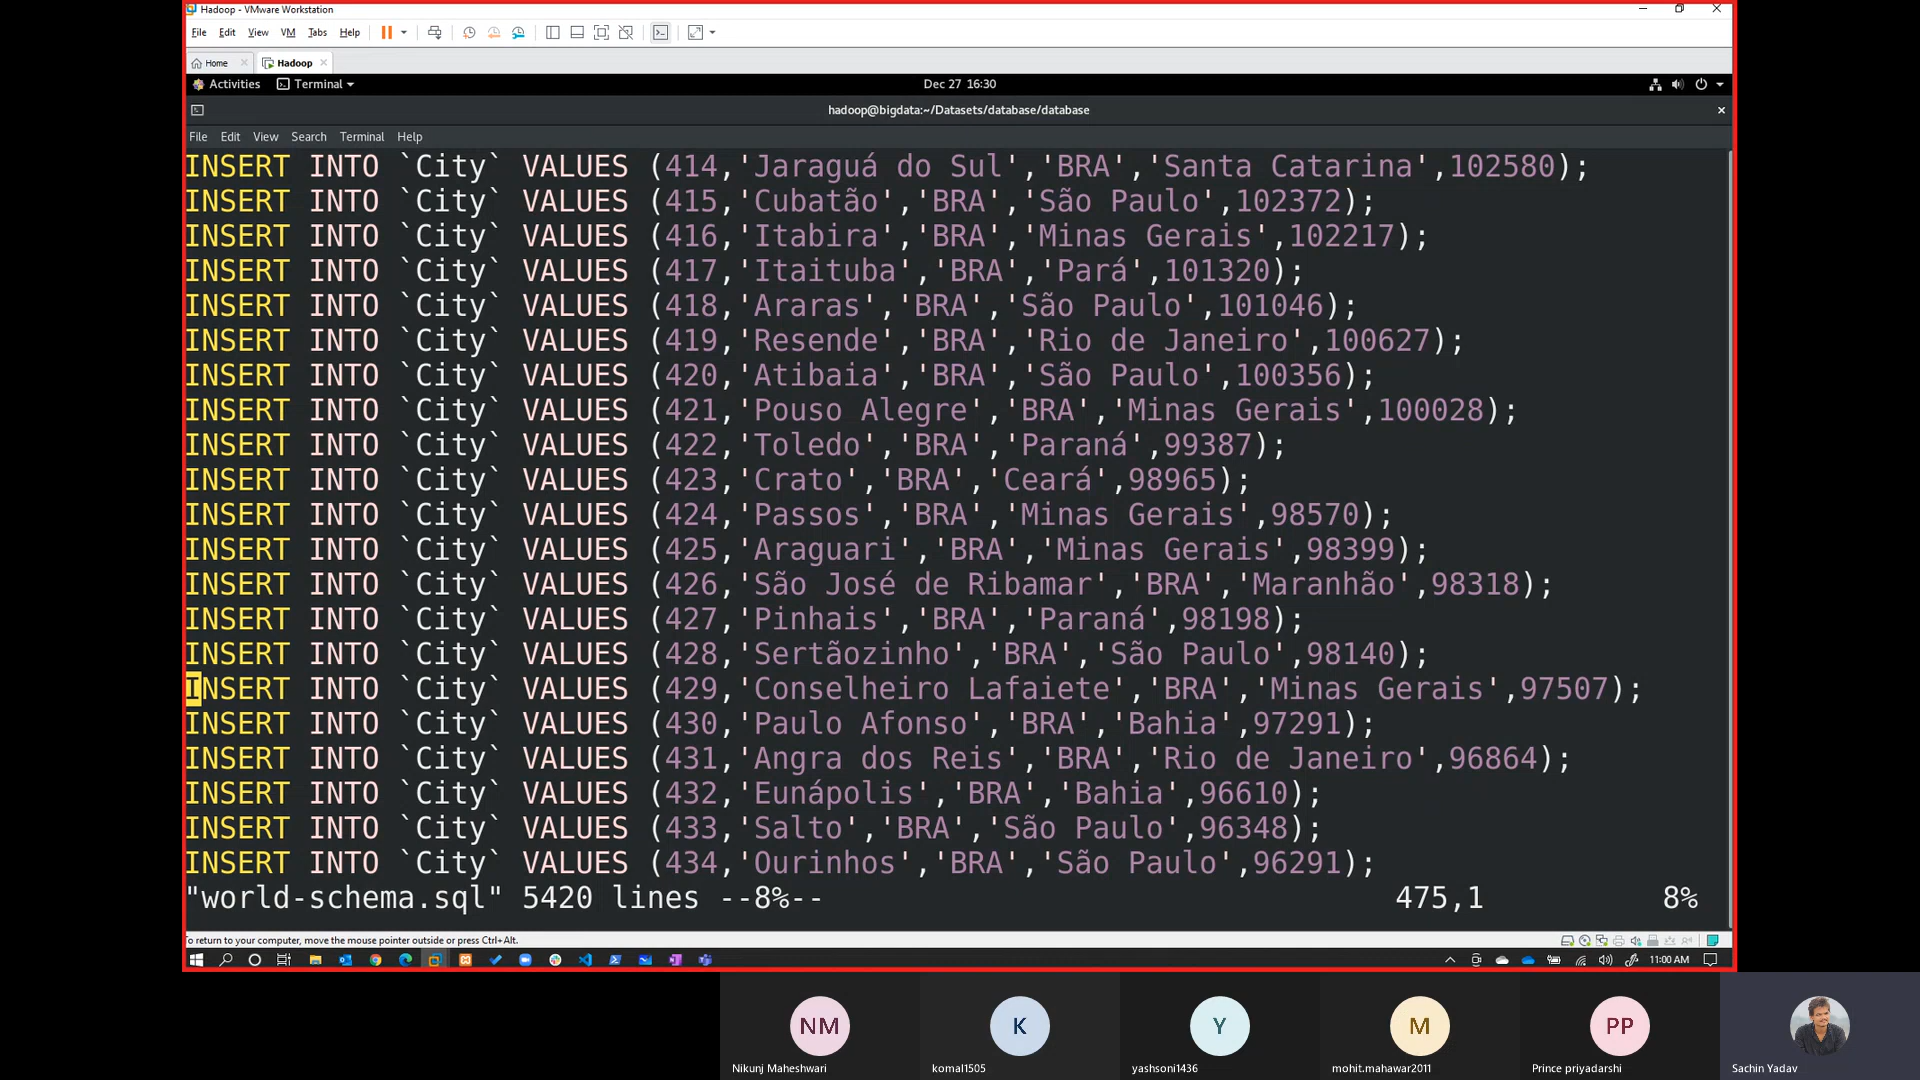 Hadoop - VMware Workstation
File Edit View VM Tabs Help
Home Hadoop
Activities Terminal Dec 27 16:30
hadoop@bigdata:~/Datasets/database/database
File Edit View Search Terminal Help
INSERT INTO `City` VALUES (414,'Jaraguá do Sul','BRA','Santa Catarina',102580);
INSERT INTO `City` VALUES (415,'Cubatão','BRA','São Paulo',102372);
INSERT INTO `City` VALUES (416,'Itabira','BRA','Minas Gerais',102217);
INSERT INTO `City` VALUES (417,'Itaituba','BRA','Pará',101320);
INSERT INTO `City` VALUES (418,'Araras','BRA','São Paulo',101046);
INSERT INTO `City` VALUES (419,'Resende','BRA','Rio de Janeiro',100627);
INSERT INTO `City` VALUES (420,'Atibaia','BRA','São Paulo',100356);
INSERT INTO `City` VALUES (421,'Pouso Alegre','BRA','Minas Gerais',100028);
INSERT INTO `City` VALUES (422,'Toledo','BRA','Paraná',99387);
INSERT INTO `City` VALUES (423,'Crato','BRA','Ceará',98965);
INSERT INTO `City` VALUES (424,'Passos','BRA','Minas Gerais',98570);
INSERT INTO `City` VALUES (425,'Araguari','BRA','Minas Gerais',98399);
INSERT INTO `City` VALUES (426,'São José de Ribamar','BRA','Maranhão',98318);
INSERT INTO `City` VALUES (427,'Pinhais','BRA','Paraná',98198);
INSERT INTO `City` VALUES (428,'Sertãozinho','BRA','São Paulo',98140);
INSERT INTO `City` VALUES (429,'Conselheiro Lafaiete','BRA','Minas Gerais',97507);
INSERT INTO `City` VALUES (430,'Paulo Afonso','BRA','Bahia',97291);
INSERT INTO `City` VALUES (431,'Angra dos Reis','BRA','Rio de Janeiro',96864);
INSERT INTO `City` VALUES (432,'Eunápolis','BRA','Bahia',96610);
INSERT INTO `City` VALUES (433,'Salto','BRA','São Paulo',96348);
INSERT INTO `City` VALUES (434,'Ourinhos','BRA','São Paulo',96291);
"world-schema.sql" 5420 lines --8%-- 475,1 8%
To return to your computer, move the mouse pointer outside or press Ctrl+Alt.
11:00 AM
NM K Y M PP
Nikunj Maheshwari komal1505 yashsoni1436 mohit.mahawar2011 Prince priyadarshi Sachin Yadav